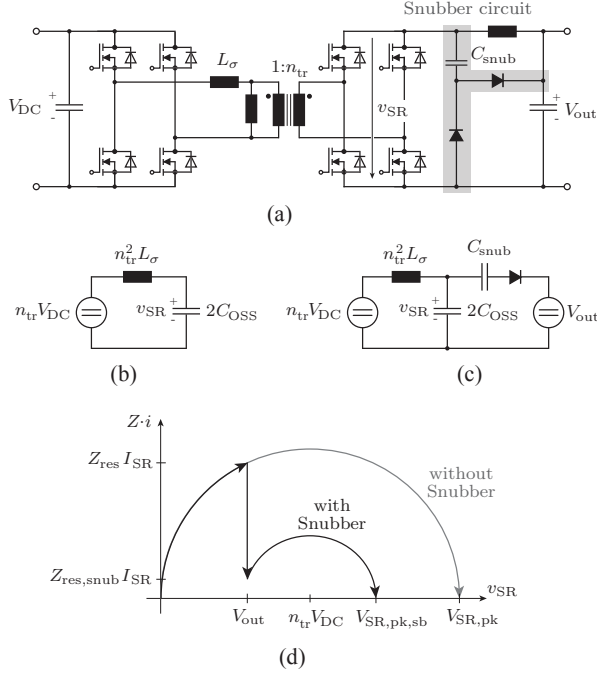 Snubber circuit
C_snub
L_σ
1:n_tr
V_DC
+
-
v_SR
+
-
V_out
(a)
n_tr^2 L_σ
n_tr V_DC
v_SR
+
-
2C_OSS
(b)
n_tr^2 L_σ
C_snub
n_tr V_DC
v_SR
+
-
2C_OSS
V_out
(c)
Z·i
Z_res I_SR
without
Snubber
with
Snubber
Z_res,snub I_SR
v_SR
V_out
n_tr V_DC
V_SR,pk,sb
V_SR,pk
(d)